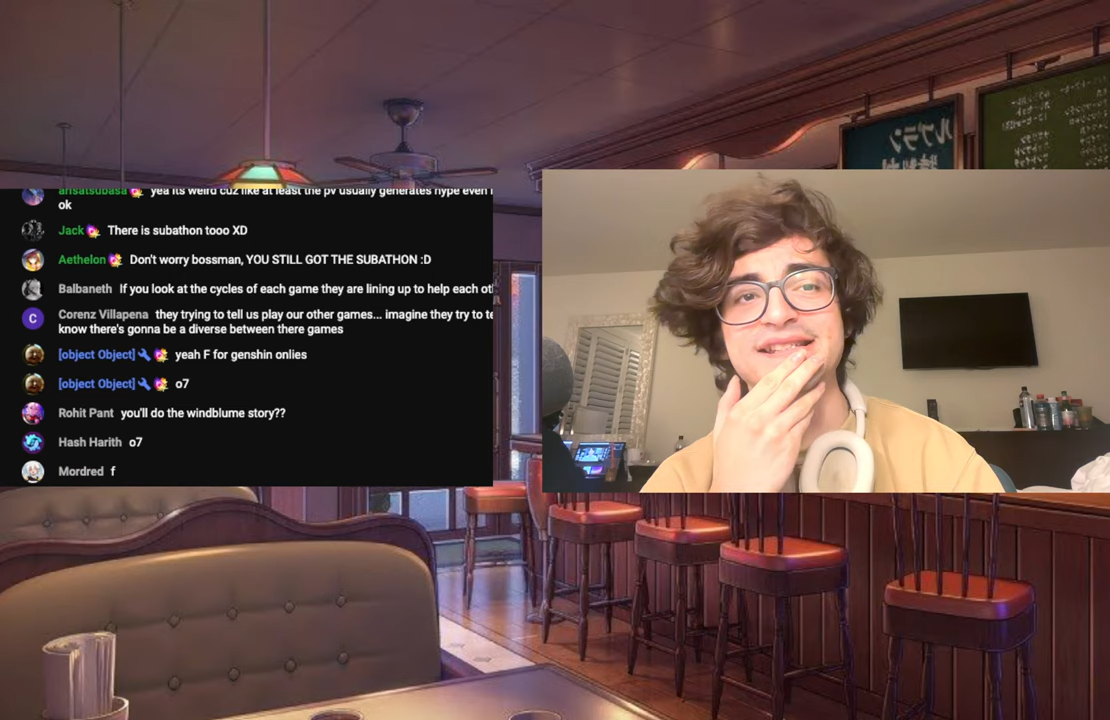 ansatsubasa yea its weird cuz like at least the pv usually generates hype even
ok
Jack There is subathon tooo XD
Aethelon Don't worry bossman, YOU STILL GOT THE SUBATHON :D
Balbaneth If you look at the cycles of each game they are lining up to help each
C Corenz Villapena they trying to tell us play our other games... imagine they try to
know there's gonna be a diverse between there games
[object Object] yeah F for genshin onlies
[object Object] o7
Rohit Pant you'll do the windblume story??
Hash Harith o7
Mordred f